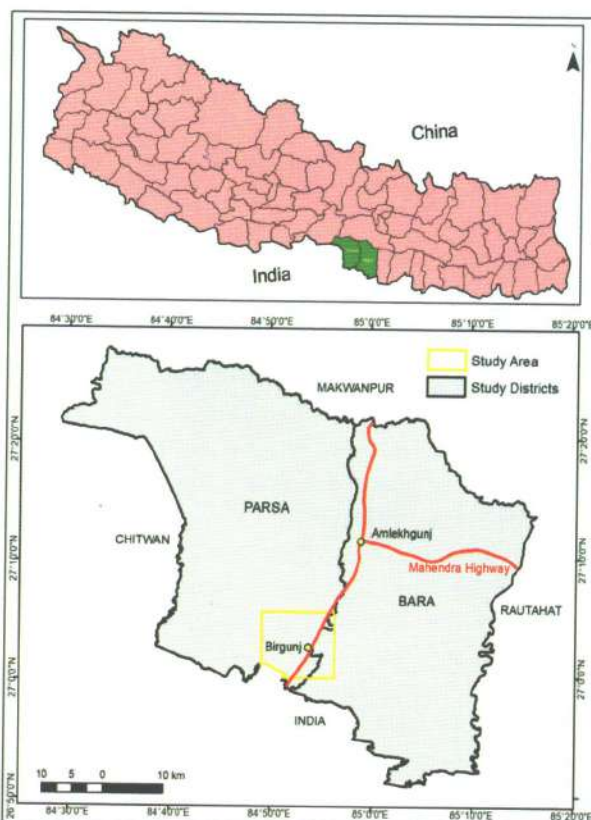 China
India
84°30'0"E 84°40'0"E 84°50'0"E 85°0'0"E 85°10'0"E 85°20'0"E
Study Area
Study Districts
MAKWANPUR
27°20'0"N 27°20'0"N
PARSA
CHITWAN
Amlekhgunj
27°10'0"N 27°10'0"N
Mahendra Highway
BARA
RAUTAHAT
Birgunj
27°0'0"N 27°0'0"N
INDIA
10 5 0 10 km
26°50'0"N
84°30'0"E 84°40'0"E 84°50'0"E 85°0'0"E 85°10'0"E 85°20'0"E